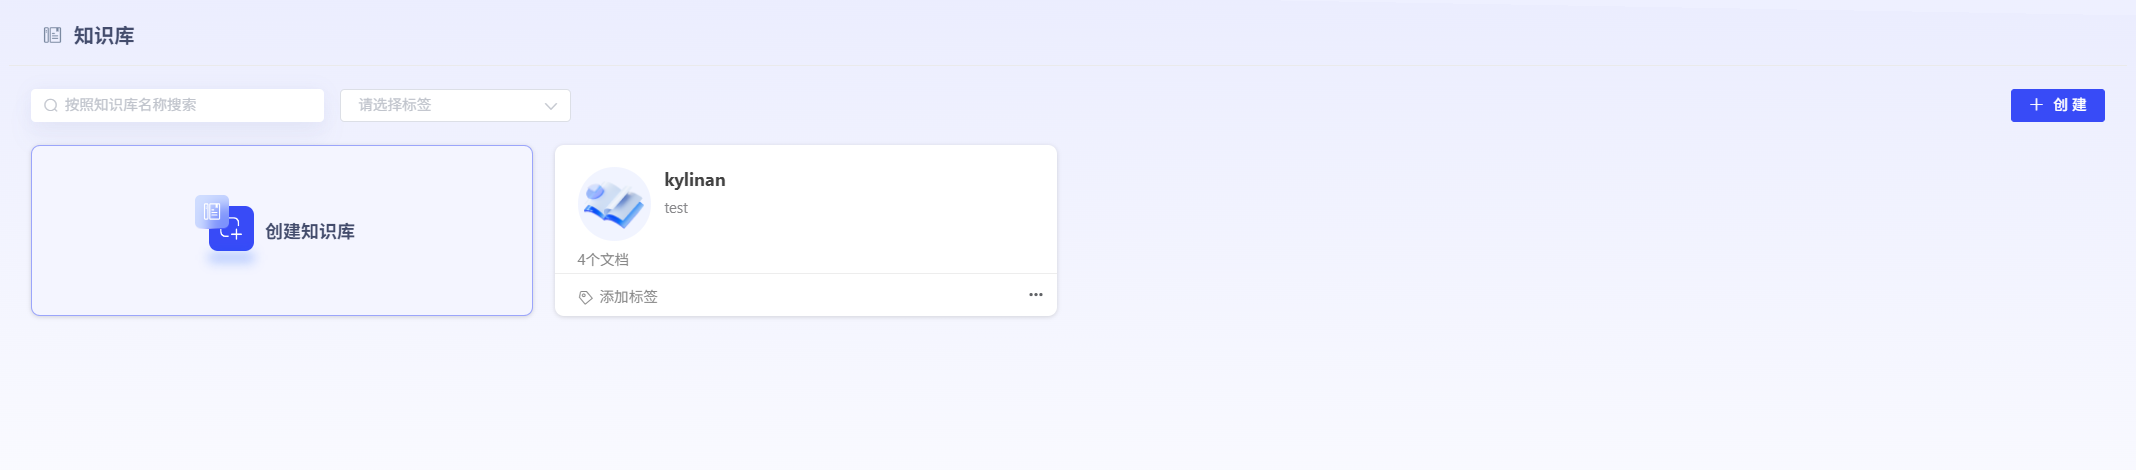 知识库
按照知识库名称搜索
请选择标签
创 建
创建知识库
kylinan
test
4个文档
添加标签